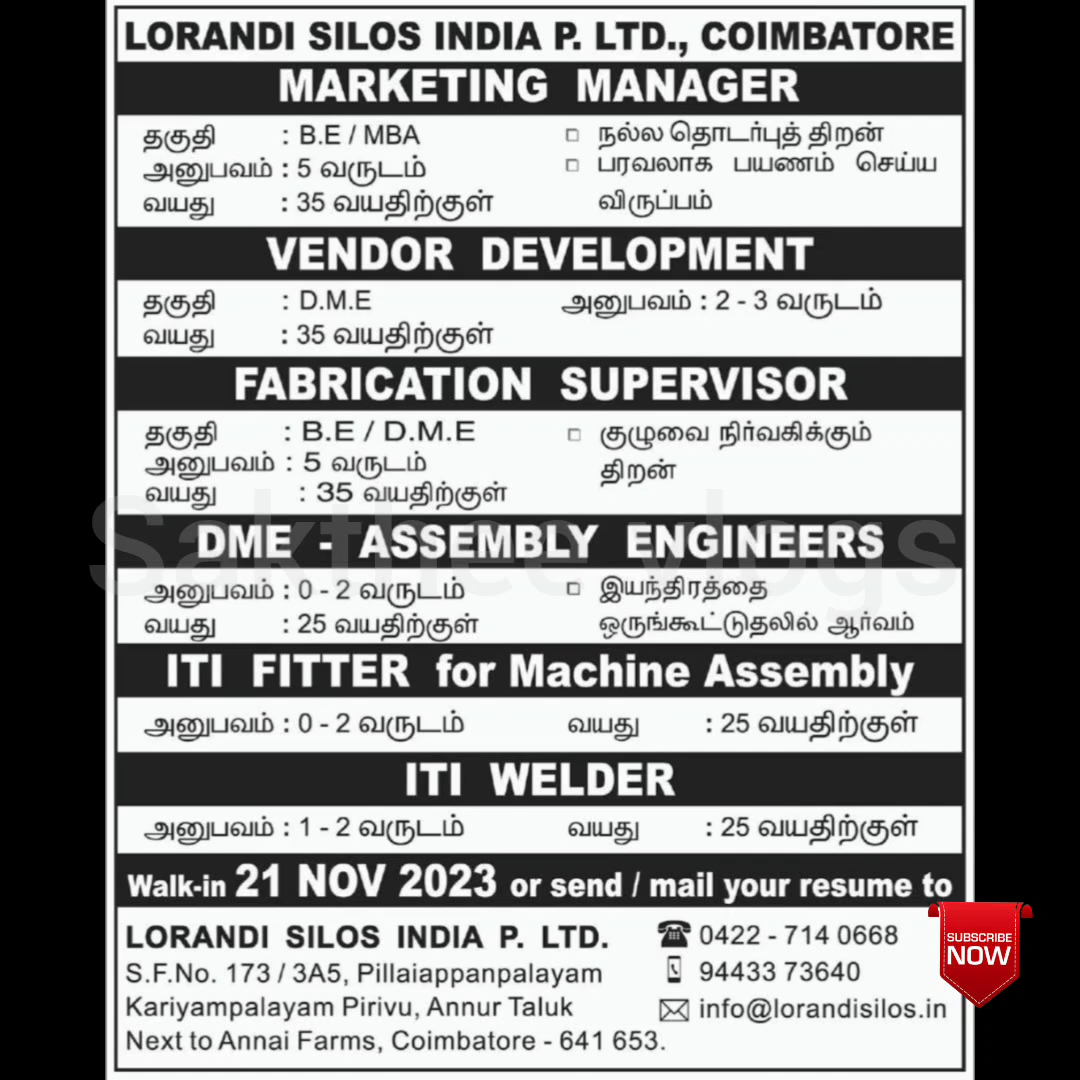 LORANDI SILOS INDIA P. LTD., COIMBATORE
MARKETING MANAGER
தகுதி : B.E / MBA
அனுபவம் : 5 வருடம்
வயது : 35 வயதிற்குள்
□ நல்ல தொடர்புத் திறன்
□ பரவலாக பயணம் செய்ய
விருப்பம்
VENDOR DEVELOPMENT
தகுதி : D.M.E
அனுபவம் : 2 - 3 வருடம்
வயது : 35 வயதிற்குள்
FABRICATION SUPERVISOR
தகுதி : B.E / D.M.E
அனுபவம் : 5 வருடம்
வயது : 35 வயதிற்குள்
□ குழுவை நிர்வகிக்கும்
திறன்
Sakthee vlogs
DME - ASSEMBLY ENGINEERS
அனுபவம் : 0 - 2 வருடம்
வயது : 25 வயதிற்குள்
□ இயந்திரத்தை
ஒருங்கூட்டுதலில் ஆர்வம்
ITI FITTER for Machine Assembly
அனுபவம் : 0 - 2 வருடம் வயது : 25 வயதிற்குள்
ITI WELDER
அனுபவம் : 1 - 2 வருடம் வயது : 25 வயதிற்குள்
Walk-in 21 NOV 2023 or send / mail your resume to
LORANDI SILOS INDIA P. LTD.
S.F.No. 173 / 3A5, Pillaiappanpalayam
Kariyampalayam Pirivu, Annur Taluk
Next to Annai Farms, Coimbatore - 641 653.
0422 - 714 0668
94433 73640
info@lorandisilos.in
SUBSCRIBE
NOW